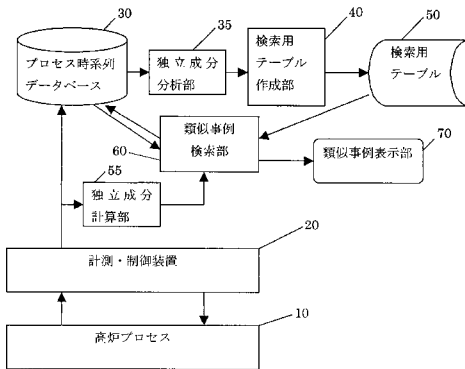 30
35
40
50
プロセス時系列
データベース
独立成分
分析部
検索用
テーブル
作成部
検索用
テーブル
類似事例
検索部
60
類似事例表示部
70
55
独立成分
計算部
20
計測・制御装置
10
高炉プロセス